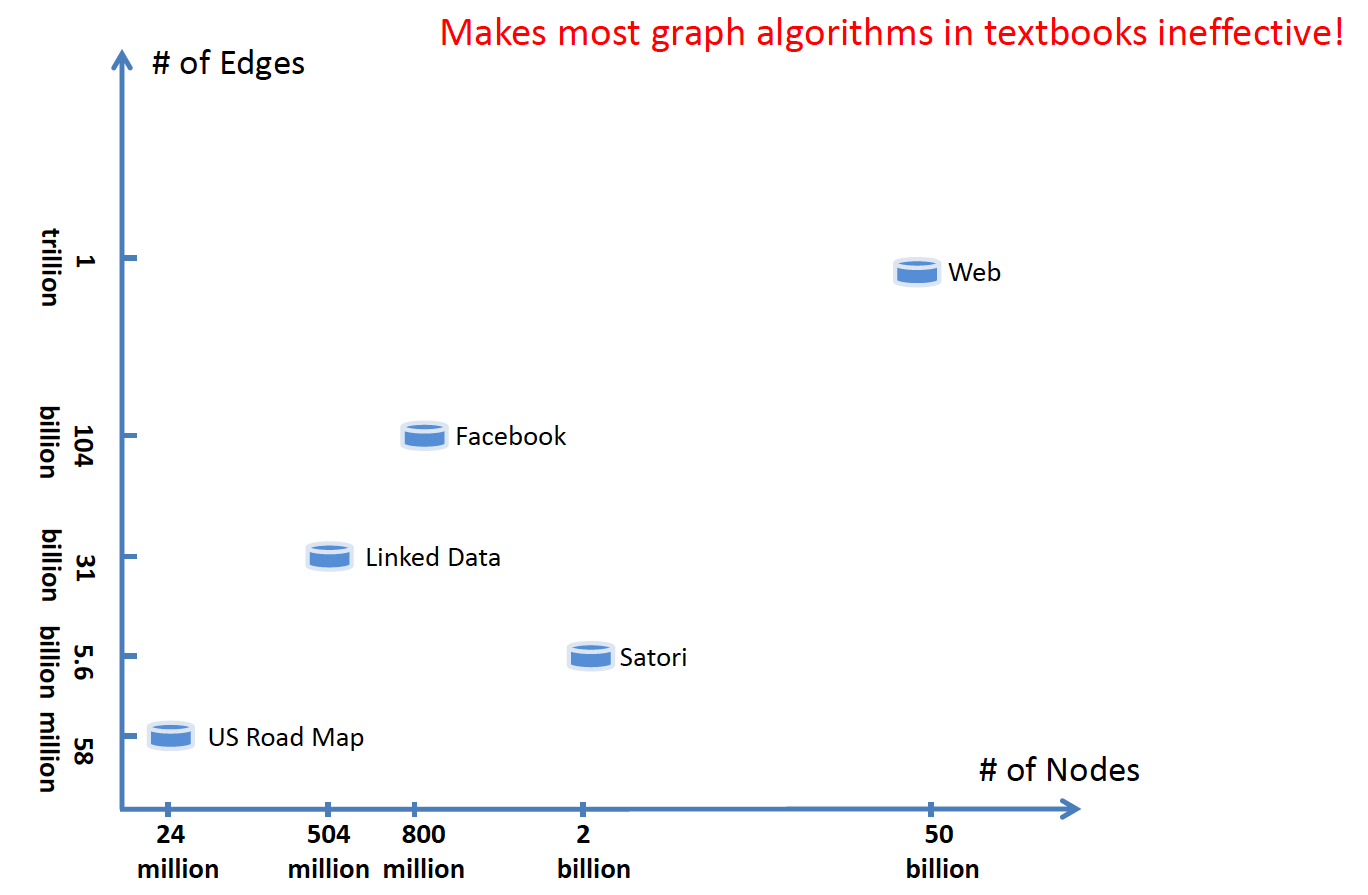 Makes most graph algorithms in textbooks ineffective!
# of Edges
1
trillion
Web
104
billion
Facebook
31
billion
Linked Data
5.6
billion
Satori
58
million
US Road Map
# of Nodes
24
million
504
million
800
million
2
billion
50
billion